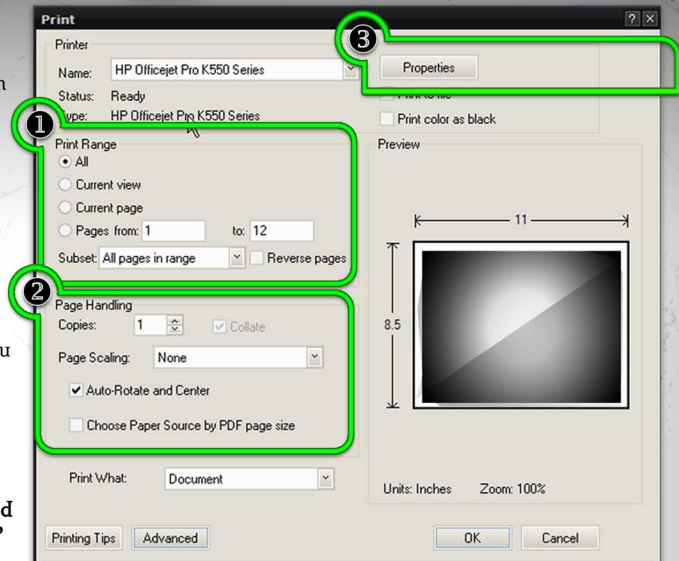 Print
3
Printer
Name: HP Officejet Pro K550 Series
Properties
Status: Ready
Type: HP Officejet Pro K550 Series
Print color as black
1
Print Range
All
Current view
Current page
Pages from: 1 to: 12
Subset: All pages in range
Reverse pages
2
Page Handling
Copies: 1
Collate
Page Scaling: None
Auto-Rotate and Center
Choose Paper Source by PDF page size
Print What: Document
Preview
11
8.5
Units: Inches Zoom: 100%
Printing Tips
Advanced
OK
Cancel